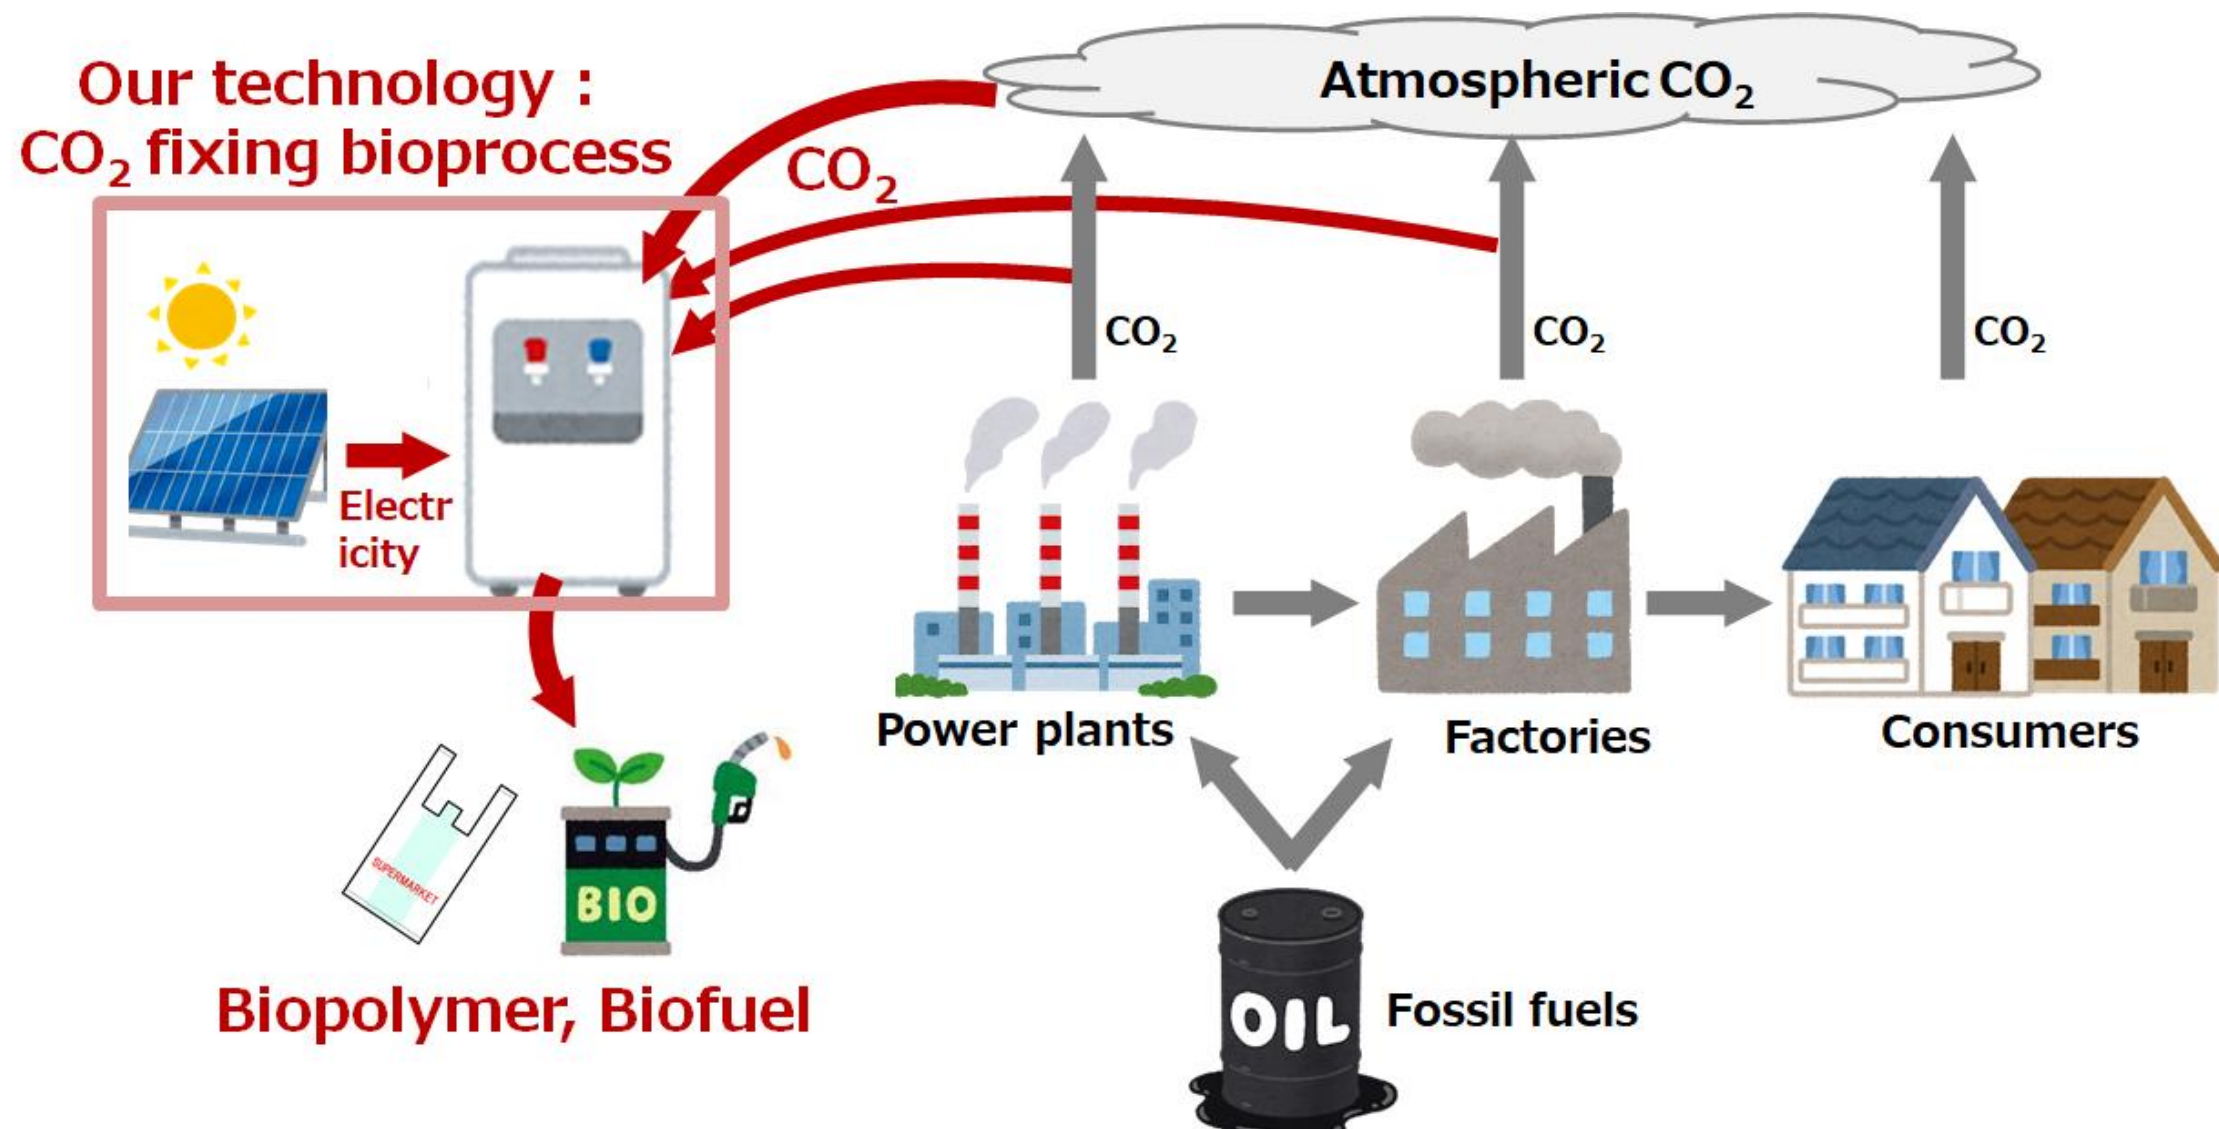 Our technology :
CO₂ fixing bioprocess
Atmospheric CO₂
CO₂
CO₂
CO₂
CO₂
Electr
icity
Power plants
Factories
Consumers
SUPERMARKET
BIO
Biopolymer, Biofuel
OIL
Fossil fuels